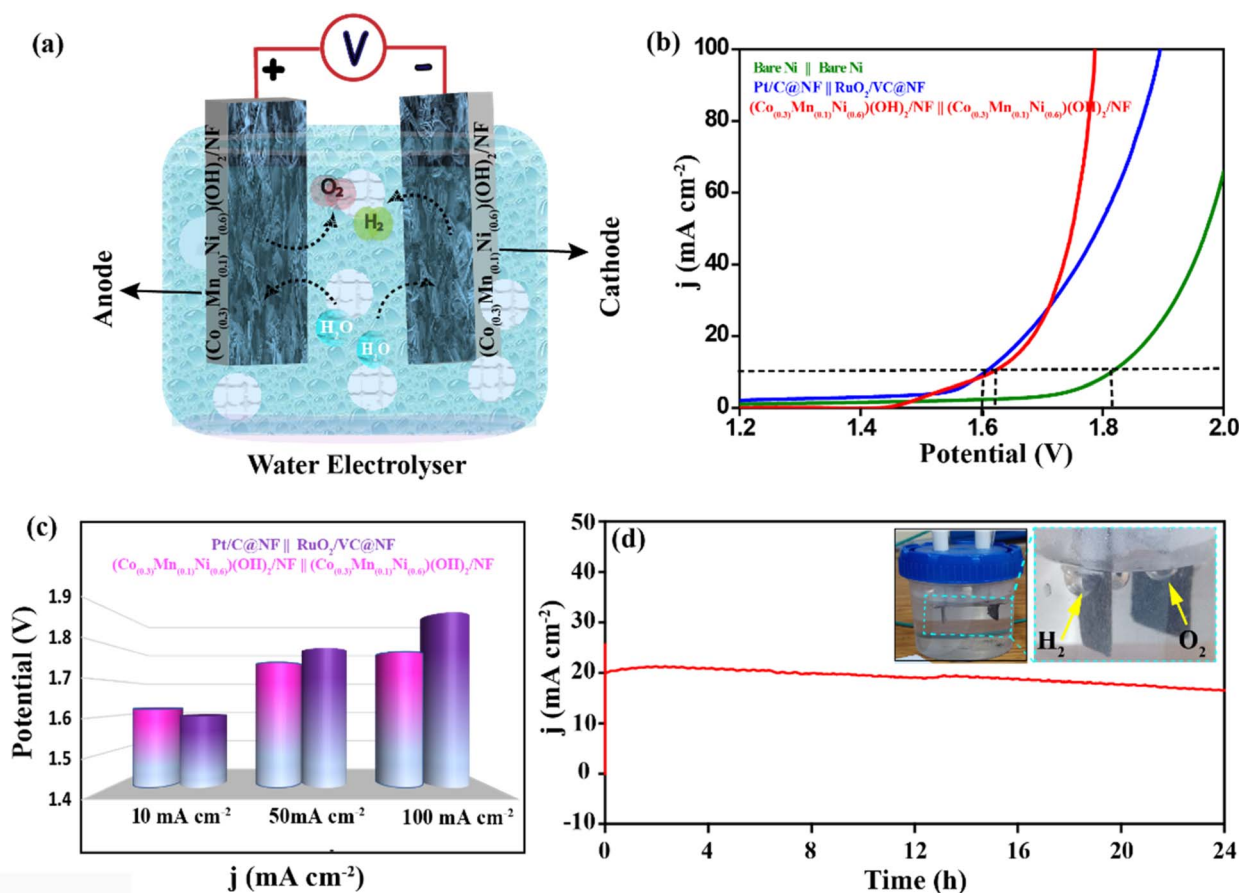 (a)
V
+
−
(Co(0.3)Mn(0.1)Ni(0.6))(OH)2/NF
O2
H2
(Co(0.3)Mn(0.1)Ni(0.6))(OH)2/NF
Anode
Cathode
H2O
H2O
Water Electrolyser
(b)
Bare Ni || Bare Ni
Pt/C@NF || RuO2/VC@NF
(Co(0.3)Mn(0.1)Ni(0.6))(OH)2/NF || (Co(0.3)Mn(0.1)Ni(0.6))(OH)2/NF
j (mA cm-2)
100
80
60
40
20
0
1.2 1.4 1.6 1.8 2.0
Potential (V)
(c)
Pt/C@NF || RuO2/VC@NF
(Co(0.3)Mn(0.1)Ni(0.6))(OH)2/NF || (Co(0.3)Mn(0.1)Ni(0.6))(OH)2/NF
Potential (V)
1.9
1.8
1.7
1.6
1.5
1.4
10 mA cm-2 50mA cm-2 100 mA cm-2
j (mA cm-2)
(d)
j (mA cm-2)
50
40
30
20
10
0
-10
H2
O2
0 4 8 12 16 20 24
Time (h)